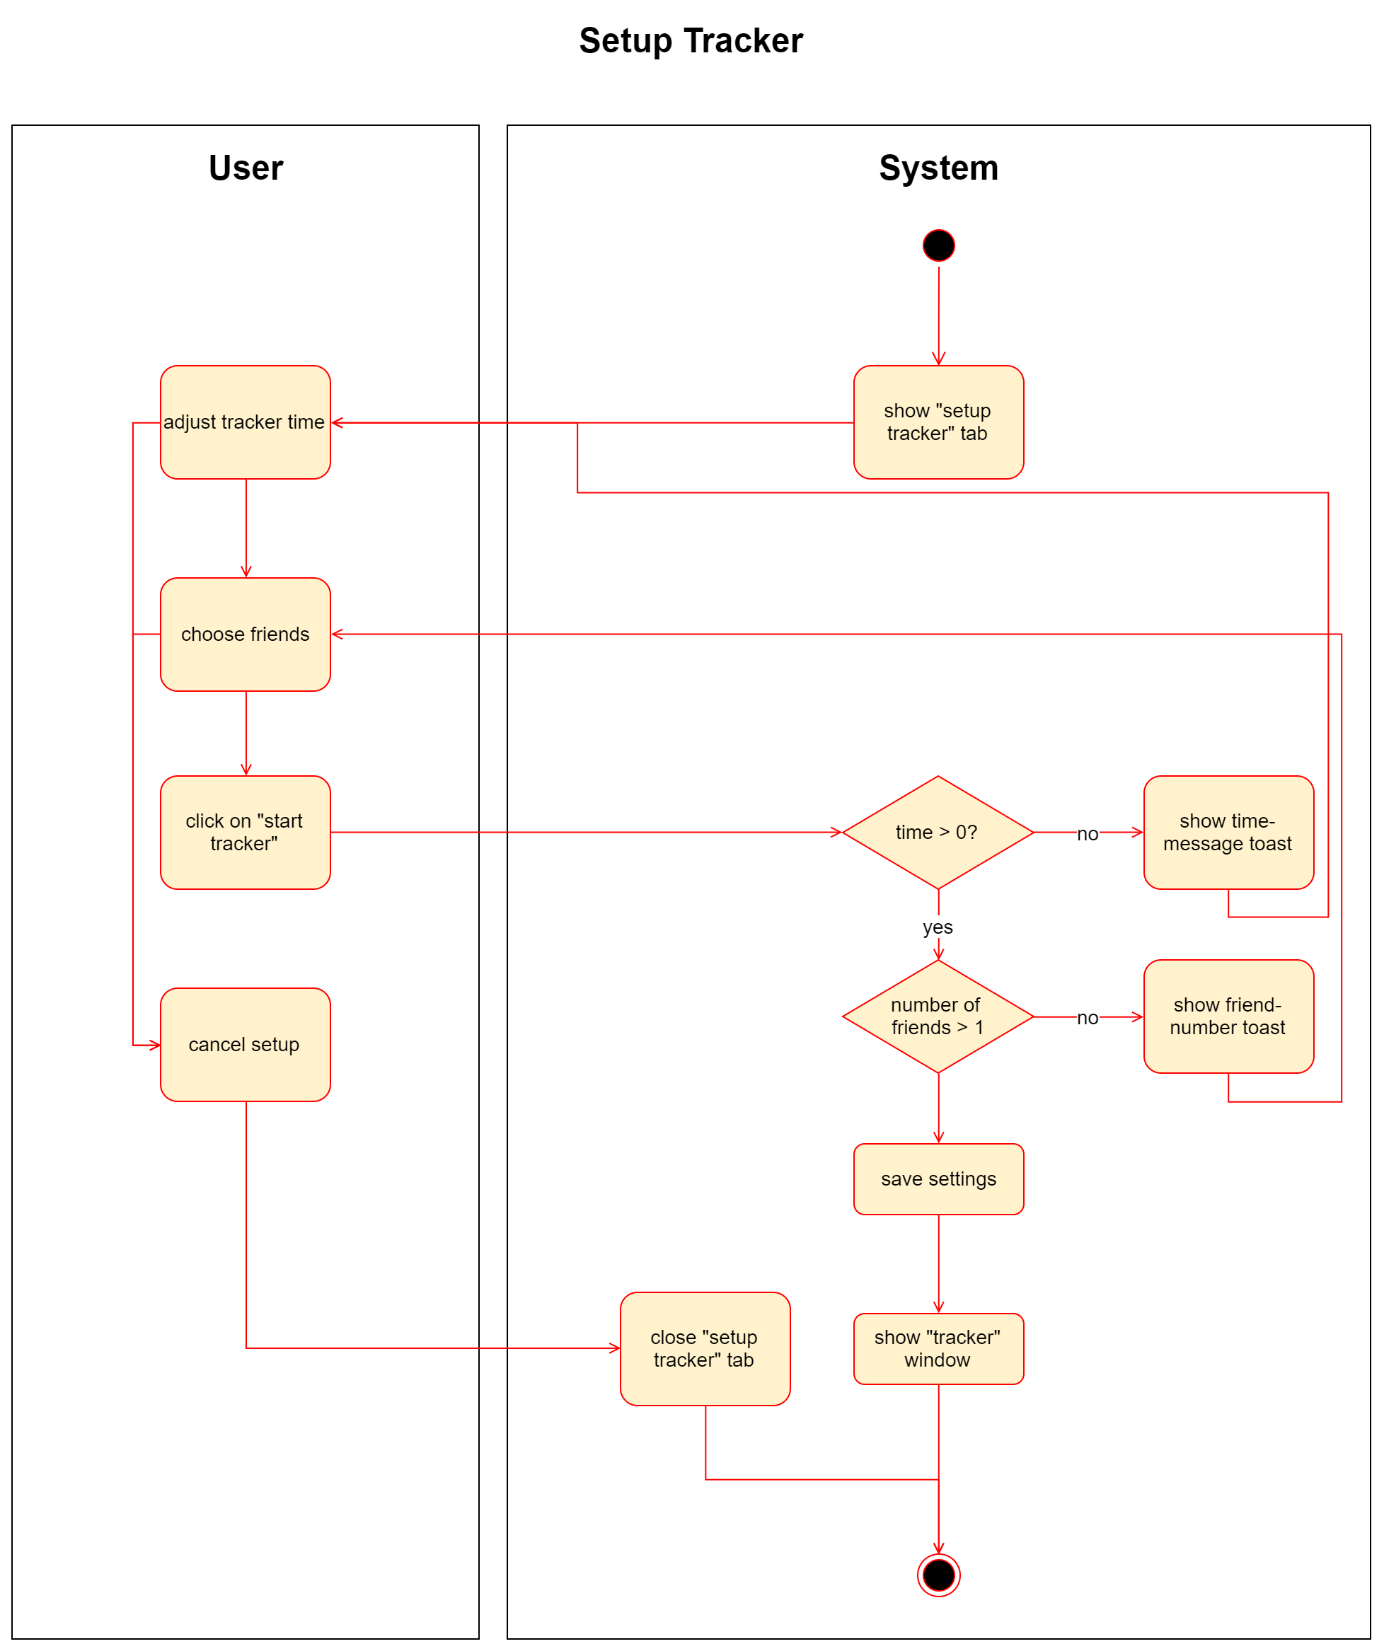 Setup Tracker
User
System
adjust tracker time
show "setup
tracker" tab
choose friends
click on "start
tracker"
time > 0?
no
show time-
message toast
yes
number of
friends > 1
no
show friend-
number toast
cancel setup
save settings
close "setup
tracker" tab
show "tracker"
window